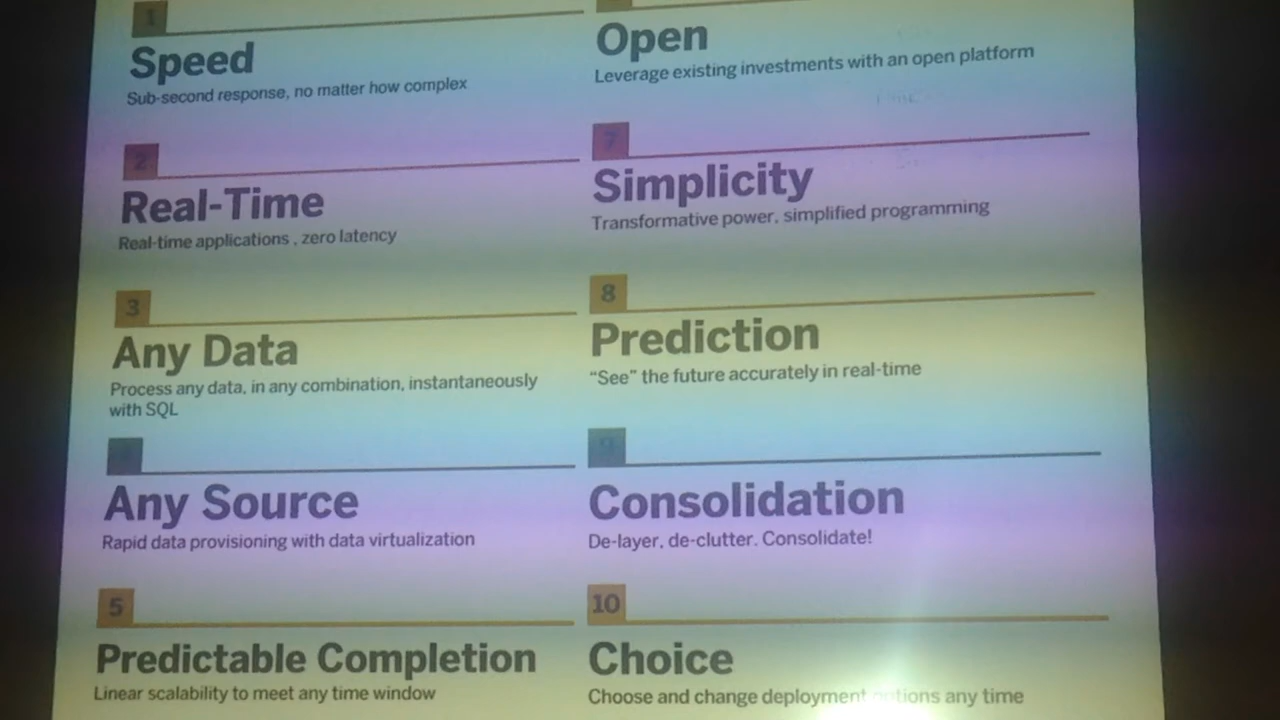 1
Speed
Sub-second response, no matter how complex
2
Real-Time
Real-time applications , zero latency
3
Any Data
Process any data, in any combination, instantaneously
with SQL
Any Source
Rapid data provisioning with data virtualization
5
Predictable Completion
Linear scalability to meet any time window
Open
Leverage existing investments with an open platform
7
Simplicity
Transformative power, simplified programming
8
Prediction
“See” the future accurately in real-time
9
Consolidation
De-layer, de-clutter. Consolidate!
10
Choice
Choose and change deployment options any time